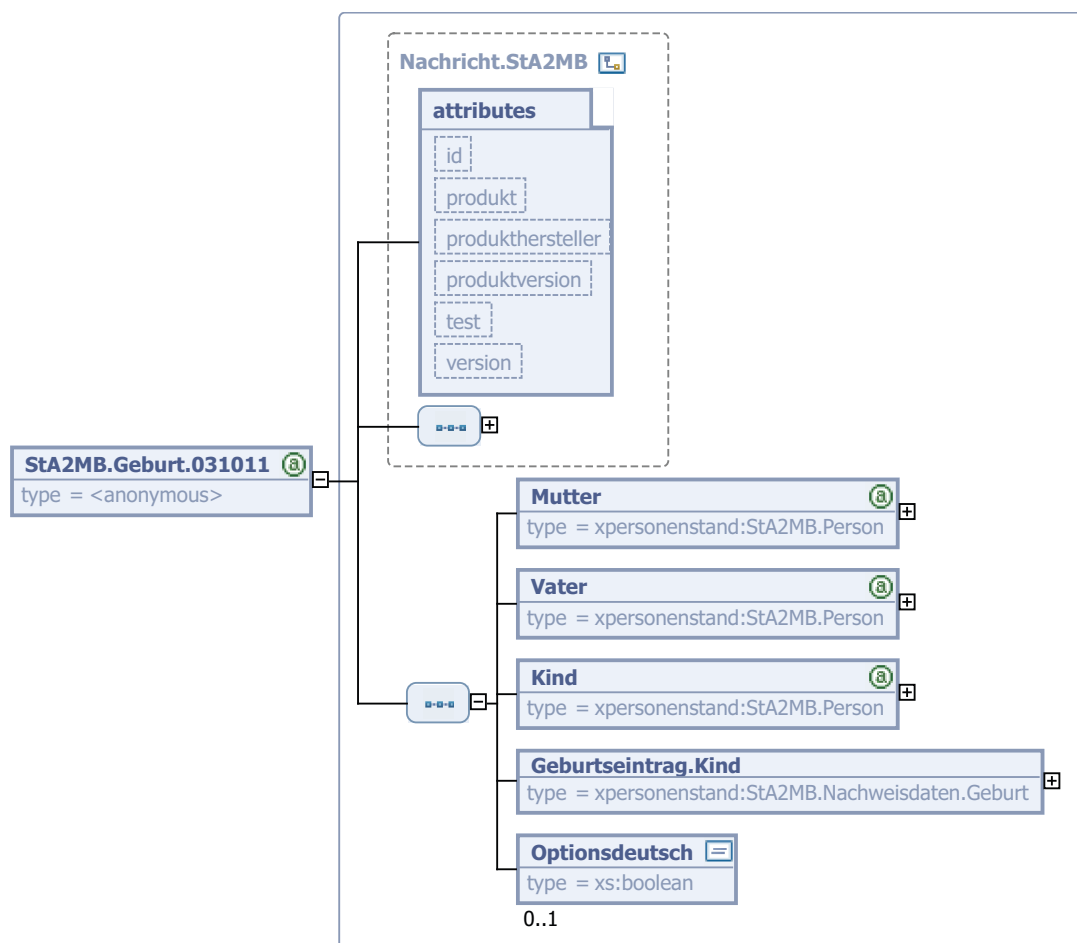 Nachricht.StA2MB
attributes
id
produkt
produkthersteller
produktversion
test
version
StA2MB.Geburt.031011
type = <anonymous>
Mutter
type = xpersonenstand:StA2MB.Person
Vater
type = xpersonenstand:StA2MB.Person
Kind
type = xpersonenstand:StA2MB.Person
Geburtseintrag.Kind
type = xpersonenstand:StA2MB.Nachweisdaten.Geburt
Optionsdeutsch
type = xs:boolean
0..1